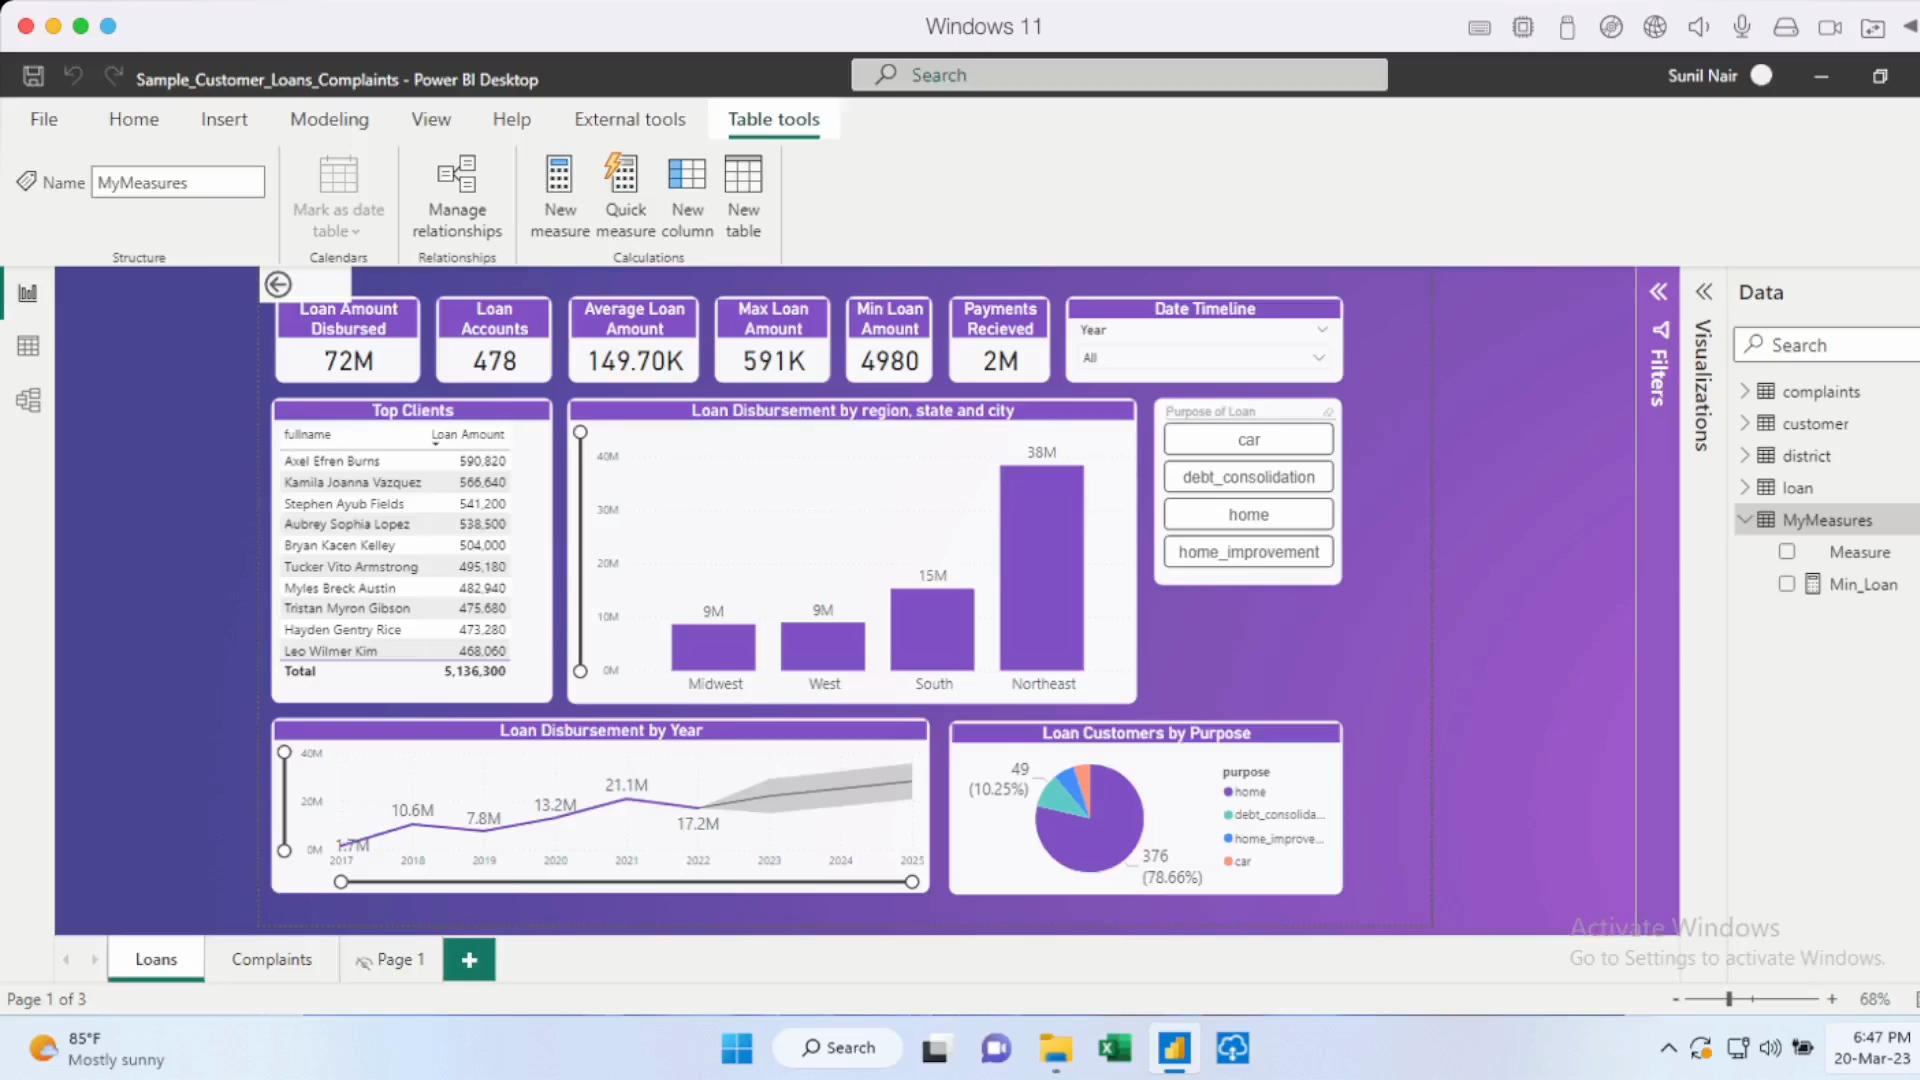 Windows 11
Sample_Customer_Loans_Complaints - Power BI Desktop
Search
Sunil Nair
File
Home
Insert
Modeling
View
Help
External tools
Table tools
Name
MyMeasures
Mark as date
table
Manage
relationships
New
measure
Quick
measure
New
column
New
table
Structure
Calendars
Relationships
Calculations
Loan Amount
Disbursed
72M
Loan
Accounts
478
Average Loan
Amount
149.70K
Max Loan
Amount
591K
Min Loan
Amount
4980
Payments
Recieved
2M
Date Timeline
Year
All
Top Clients
fullname Loan Amount
Axel Efren Burns 590,820
Kamila Joanna Vazquez 566,640
Stephen Ayub Fields 541,200
Aubrey Sophia Lopez 538,500
Bryan Kacen Kelley 504,000
Tucker Vito Armstrong 495,180
Myles Breck Austin 482,940
Tristan Myron Gibson 475,680
Hayden Gentry Rice 473,280
Leo Wilmer Kim 468,060
Total 5,136,300
Loan Disbursement by region, state and city
40M
30M
20M
10M
0M
9M
9M
15M
38M
Midwest
West
South
Northeast
Purpose of Loan
car
debt_consolidation
home
home_improvement
Loan Disbursement by Year
40M
20M
0M
1.7M
10.6M
7.8M
13.2M
21.1M
17.2M
2017
2018
2019
2020
2021
2022
2023
2024
2025
Loan Customers by Purpose
49
(10.25%)
376
(78.66%)
purpose
home
debt_consolida...
home_improve...
car
Filters
Visualizations
Data
Search
complaints
customer
district
loan
MyMeasures
Measure
Min_Loan
Activate Windows
Go to Settings to activate Windows.
Loans
Complaints
Page 1
+
Page 1 of 3
- + 68%
85°F
Mostly sunny
Search
6:47 PM
20-Mar-23